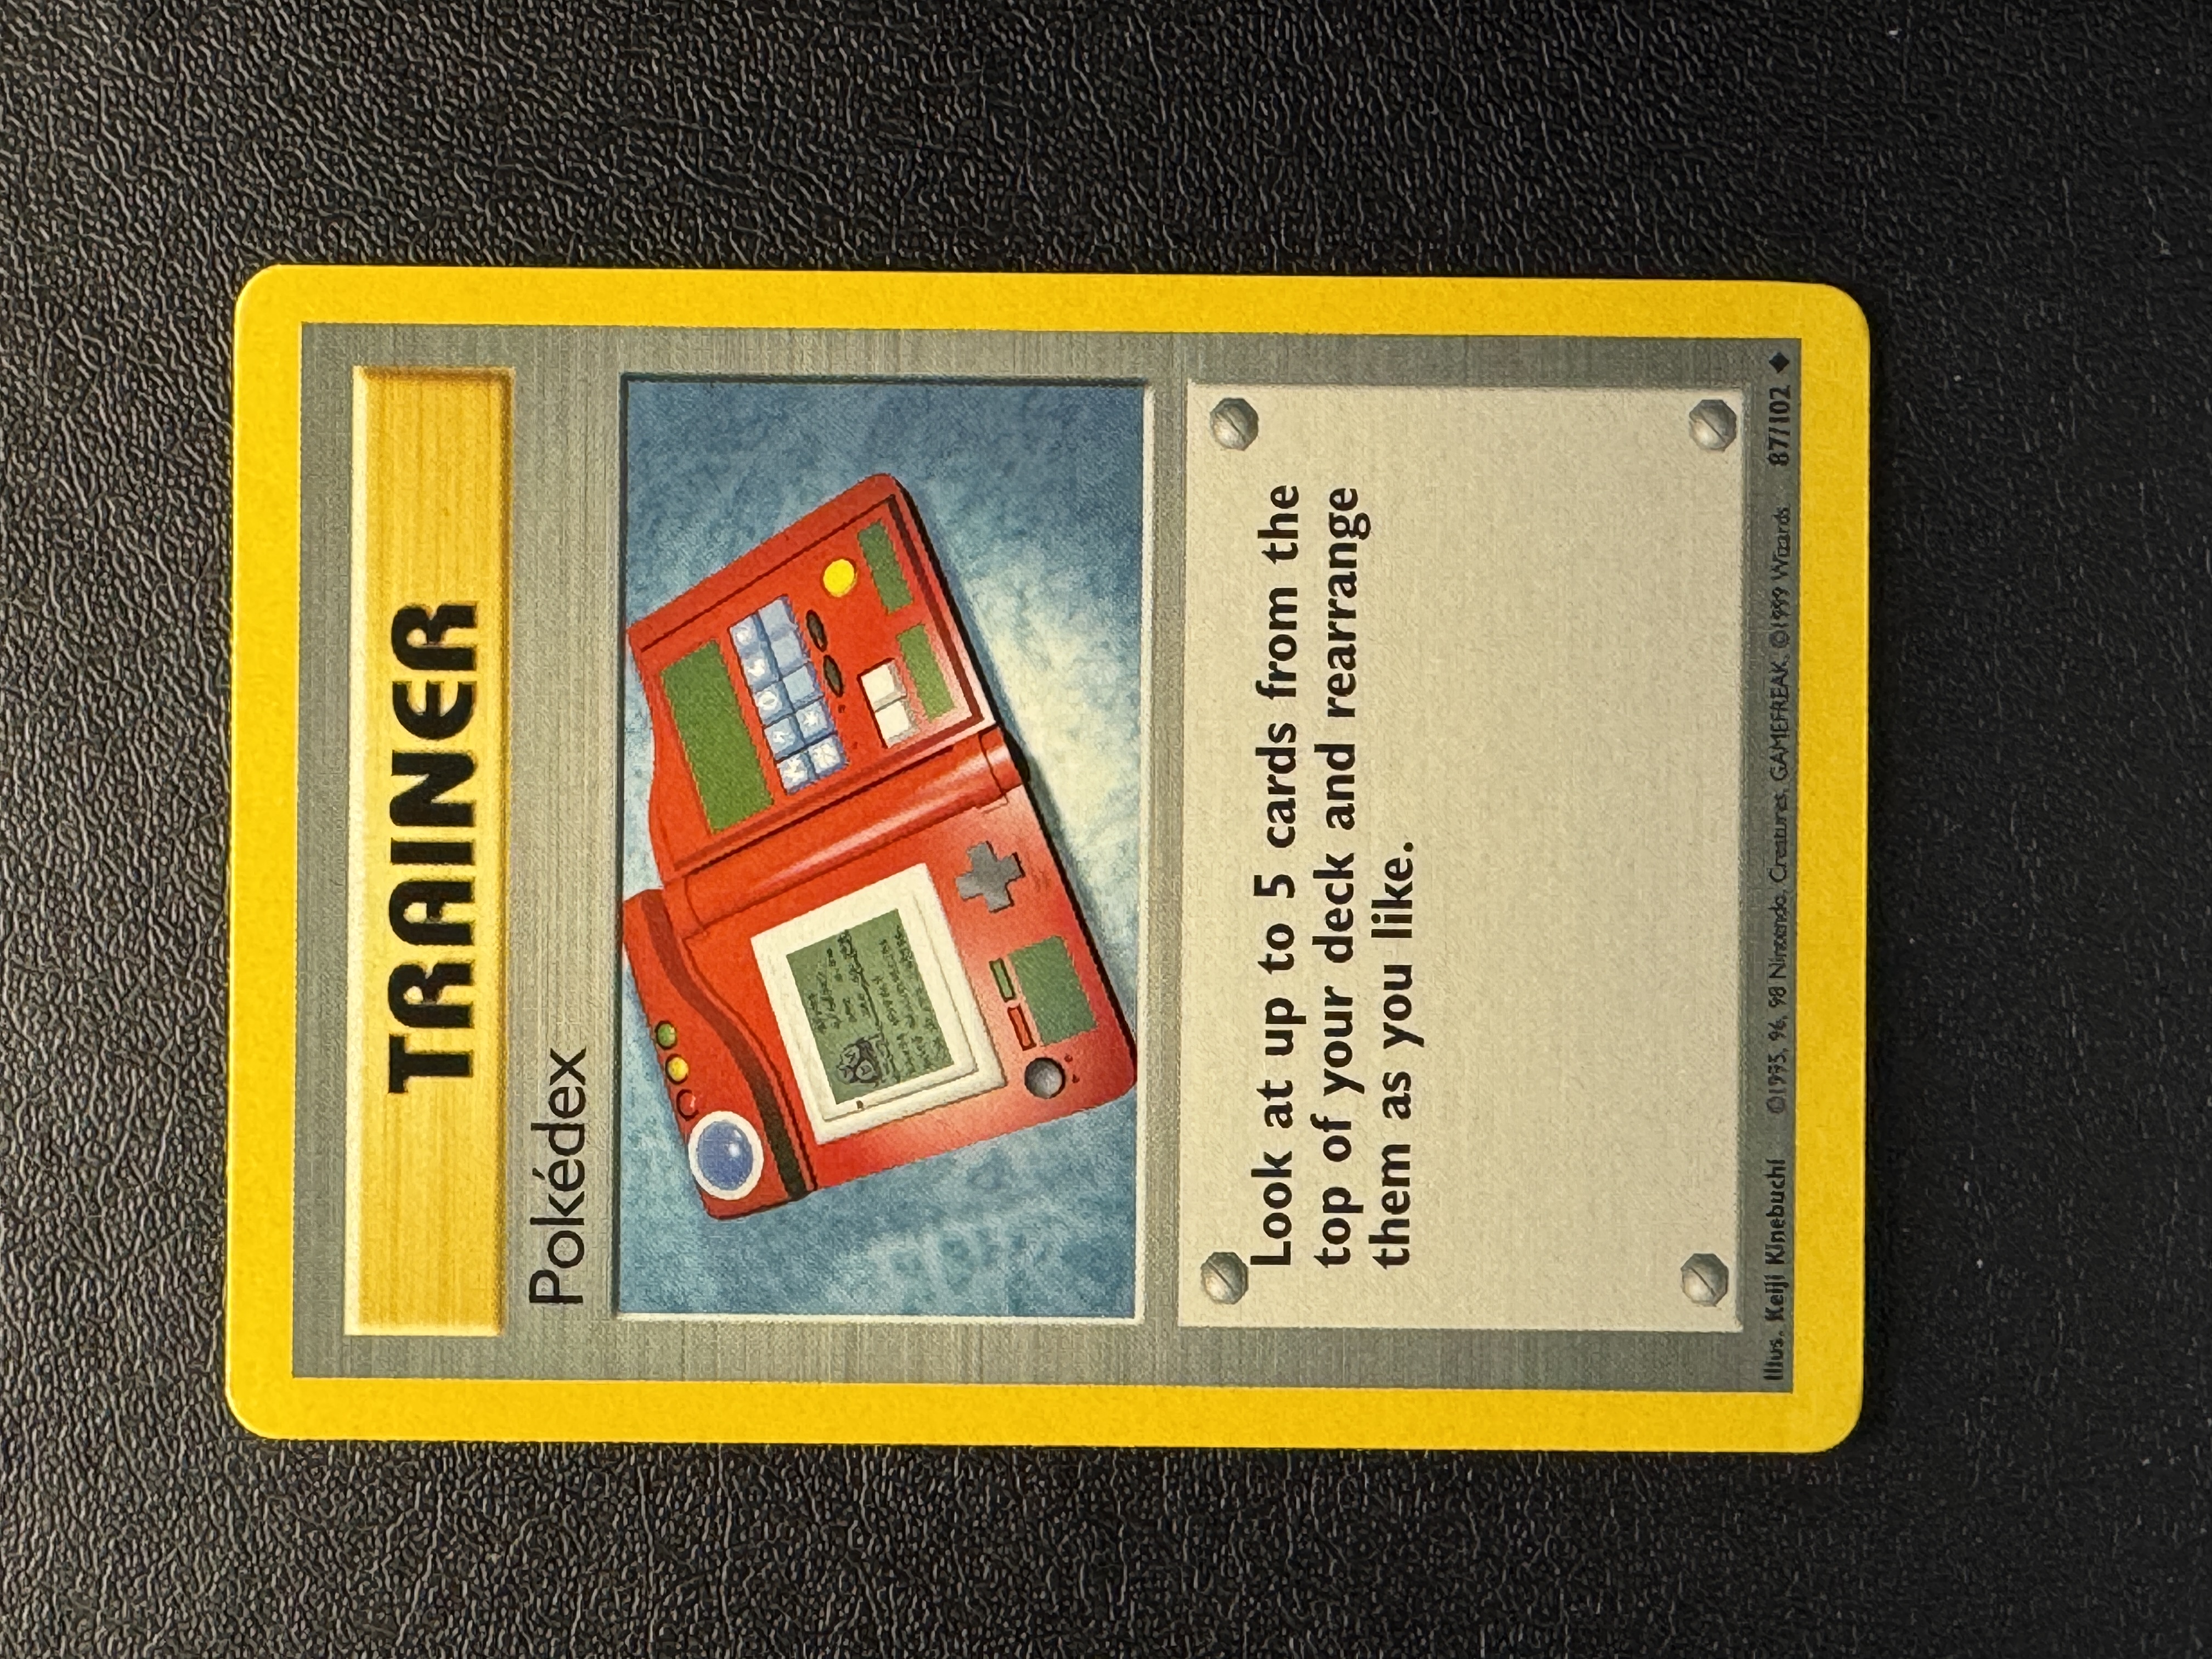 TRAINER
Pokédex
Look at up to 5 cards from the
top of your deck and rearrange
them as you like.
Illus. Keiji Kinebuchi ©1995, 96, 98 Nintendo, Creatures, GAMEFREAK. ©1999 Wizards 87/102